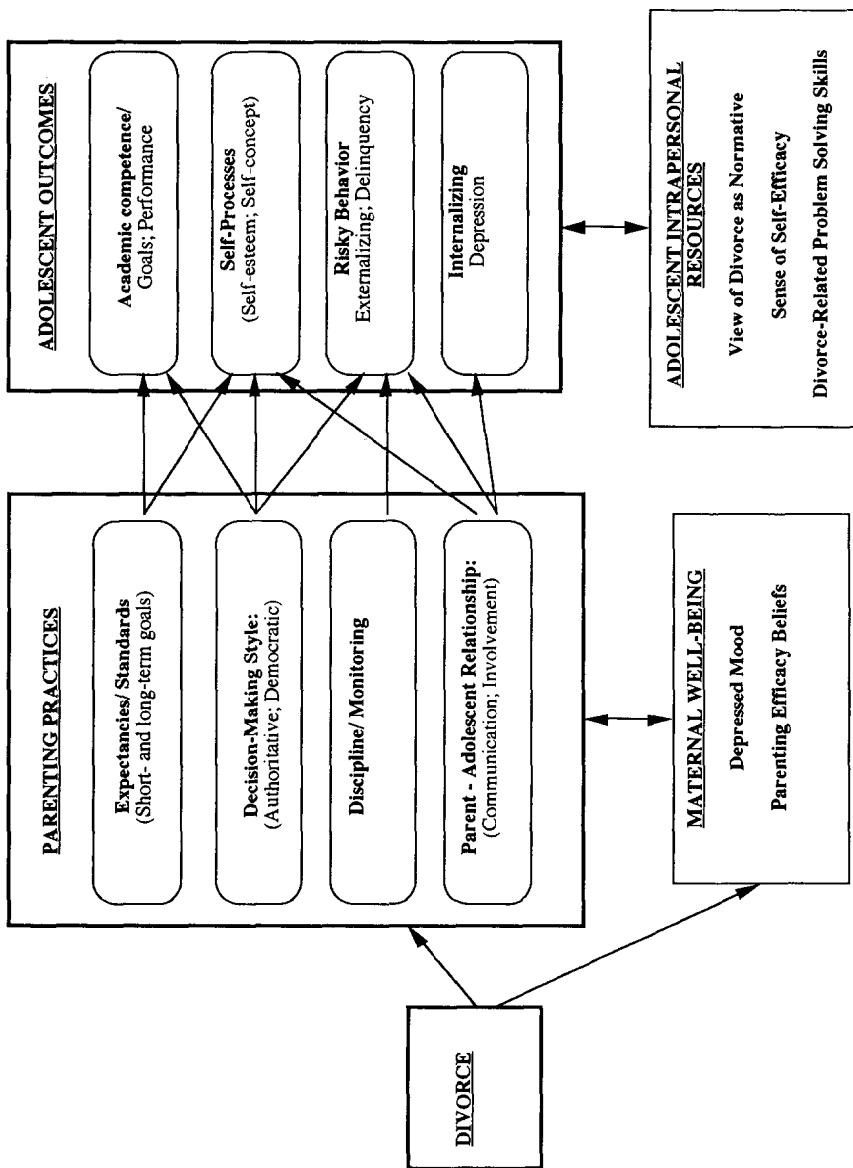 DIVORCE
PARENTING PRACTICES
Expectancies/ Standards
(Short- and long-term goals)
Decision-Making Style:
(Authoritative; Democratic)
Discipline/ Monitoring
Parent - Adolescent Relationship:
(Communication; Involvement)
MATERNAL WELL-BEING
Depressed Mood
Parenting Efficacy Beliefs
ADOLESCENT OUTCOMES
Academic competence/
Goals; Performance
Self-Processes
(Self-esteem; Self-concept)
Risky Behavior
Externalizing; Delinquency
Internalizing
Depression
ADOLESCENT INTRAPERSONAL
RESOURCES
View of Divorce as Normative
Sense of Self-Efficacy
Divorce-Related Problem Solving Skills